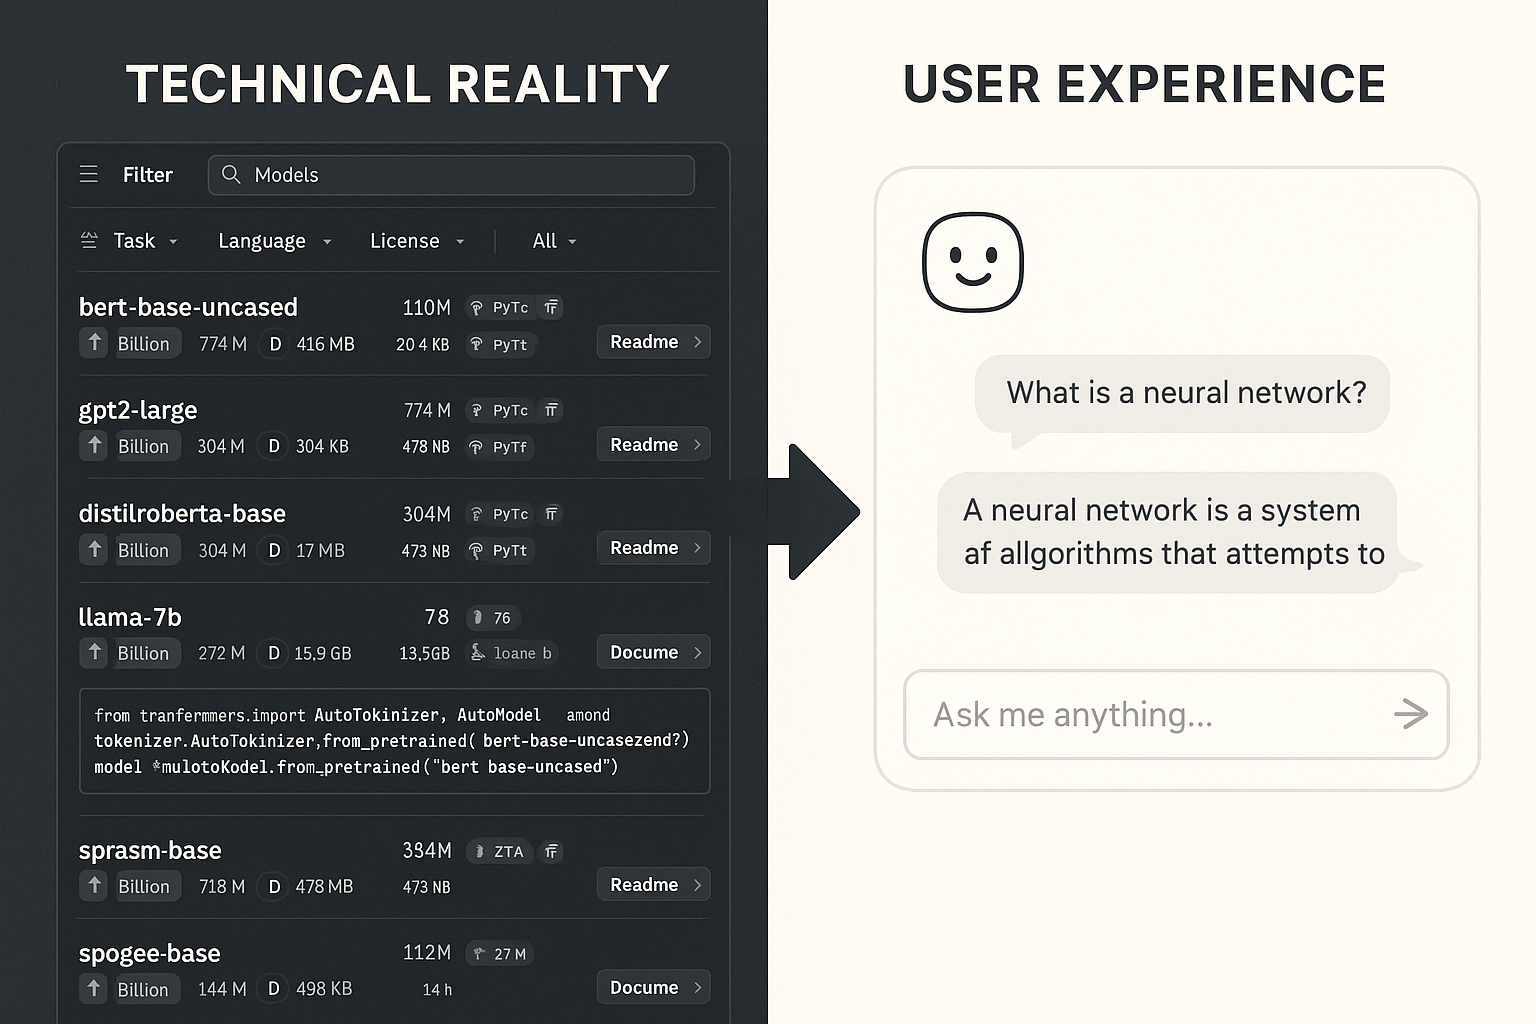 TECHNICAL REALITY
Filter
Models
Task
Language
License
All
bert-base-uncased 110M PyTc
Billion 774 M D 416 MB 20 4 KB PyTt Readme
gpt2-large 774 M PyTc
Billion 304 M D 304 KB 478 NB PyTf Readme
distilroberta-base 304M PyTc
Billion 304 M D 17 MB 473 NB PyTt Readme
llama-7b 78 76
Billion 272 M D 15,9 GB 13,5GB loane b Docume
from tranfermmers.import AutoTokinizer, AutoModel amond
tokenizer.AutoTokinizer,from_pretrained( bert-base-uncasezend?)
model *mulotoKodel.from_pretrained("bert base-uncased")
sprasm-base 384M ZTA
Billion 718 M D 478 MB 473 NB Readme
spogee-base 112M 27 M
Billion 144 M D 498 KB 14 h Docume
USER EXPERIENCE
What is a neural network?
A neural network is a system
af allgorithms that attempts to
Ask me anything...